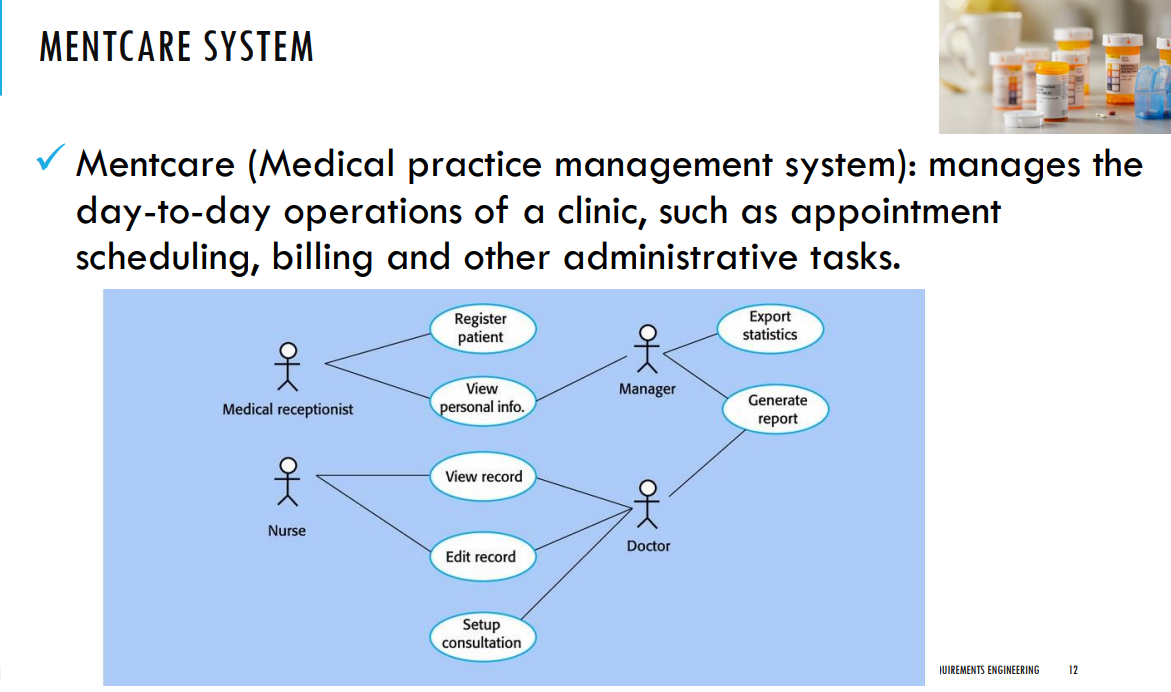 MENTCARE SYSTEM
Mentcare (Medical practice management system): manages the
day-to-day operations of a clinic, such as appointment
scheduling, billing and other administrative tasks.
Register
patient
Export
statistics
View
personal info.
Manager
Medical receptionist
Generate
report
View record
Nurse
Doctor
Edit record
Setup
consultation
UIREMENTS ENGINEERING 12